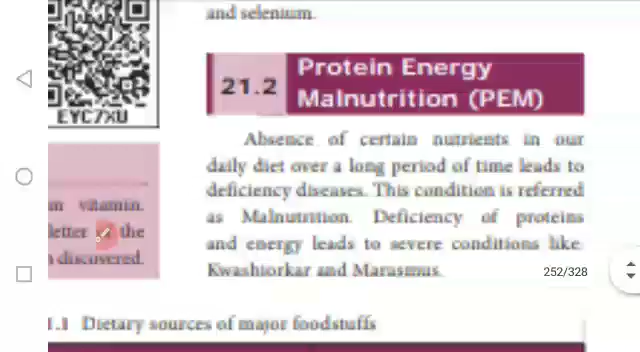 and selenium.
EYC7XU
21.2
Protein Energy
Malnutrition (PEM)
Absence of certain nutrients in our
daily diet over a long period of time leads to
deficiency diseases. This condition is referred
as Malnutrition. Deficiency of proteins
and energy leads to severe conditions like
Kwashiorkar and Marasmus.
vitamin.
letter the
discovered.
252/328
1.1 Dietary sources of major foodstuffs